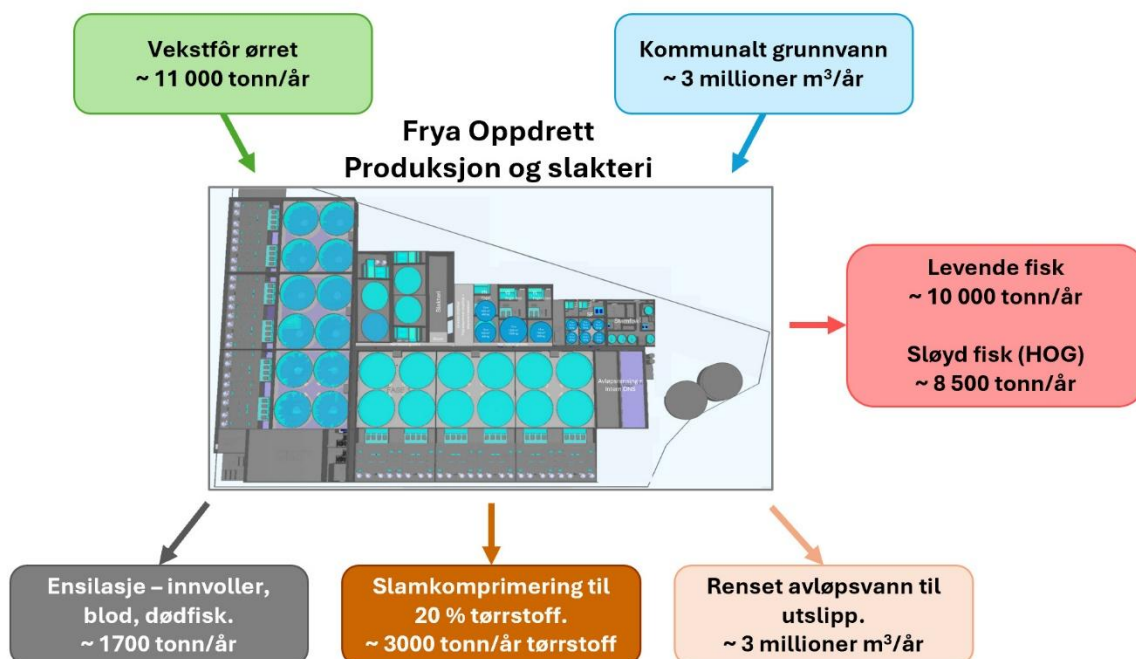 Vekstfôr ørret
~ 11 000 tonn/år
Kommunalt grunnvann
~ 3 millioner m³/år
Frya Oppdrett
Produksjon og slakteri
Slakteri
Avløpsrensing +
Levende fisk
~ 10 000 tonn/år
Sløyd fisk (HOG)
~ 8 500 tonn/år
Ensilasje – innvoller,
blod, dødfisk.
~ 1700 tonn/år
Slamkomprimering til
20 % tørrstoff.
~ 3000 tonn/år tørrstoff
Renset avløpsvann til
utslipp.
~ 3 millioner m³/år